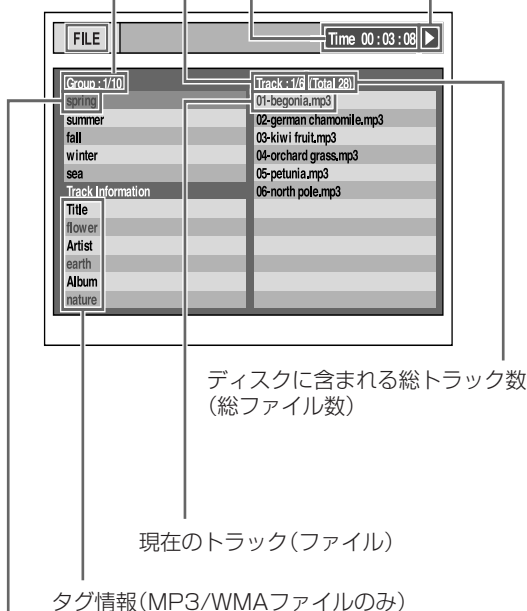 FILE
Time 00:03:08
Group : 1/10
spring
summer
fall
winter
sea
Track Information
Title
flower
Artist
earth
Album
nature
Track : 1/6 (Total 28)
01-begonia.mp3
02-german chamomile.mp3
03-kiwi fruit.mp3
04-orchard grass.mp3
05-petunia.mp3
06-north pole.mp3
ディスクに含まれる総トラック数
(総ファイル数)
現在のトラック(ファイル)
タグ情報(MP3/WMAファイルのみ)